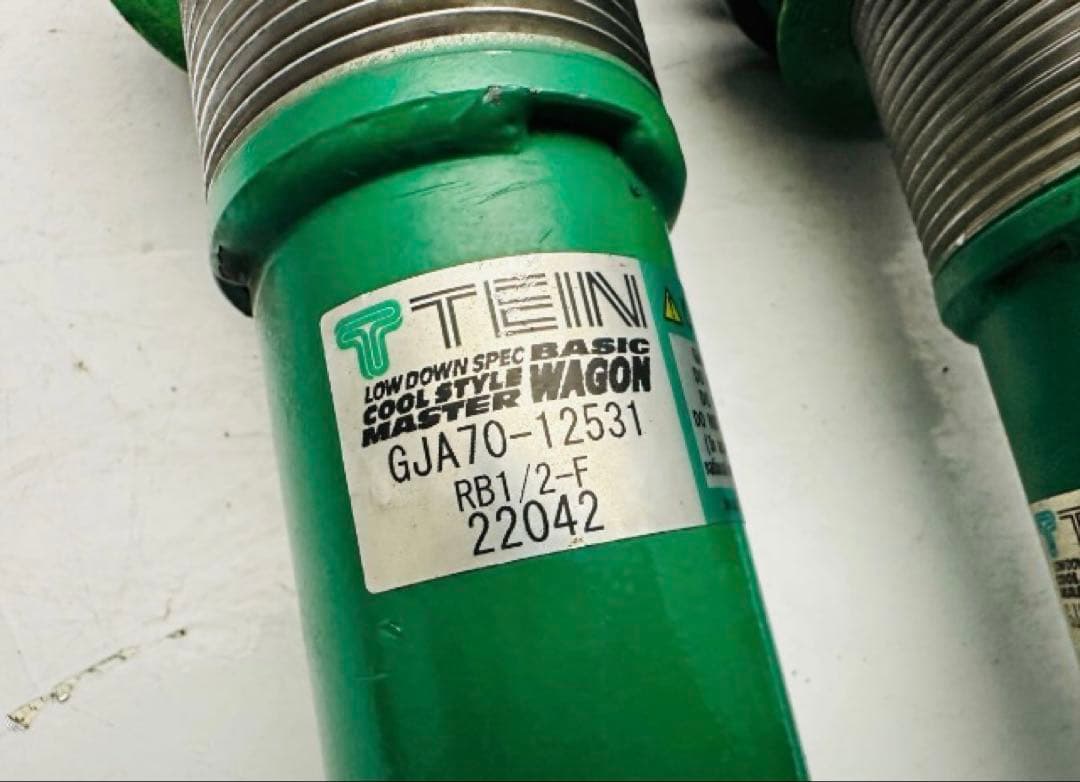 TEIN
LOW DOWN SPEC BASIC
COOL STYLE WAGON
MASTER
GJA70-12531
RB1/2-F
22042